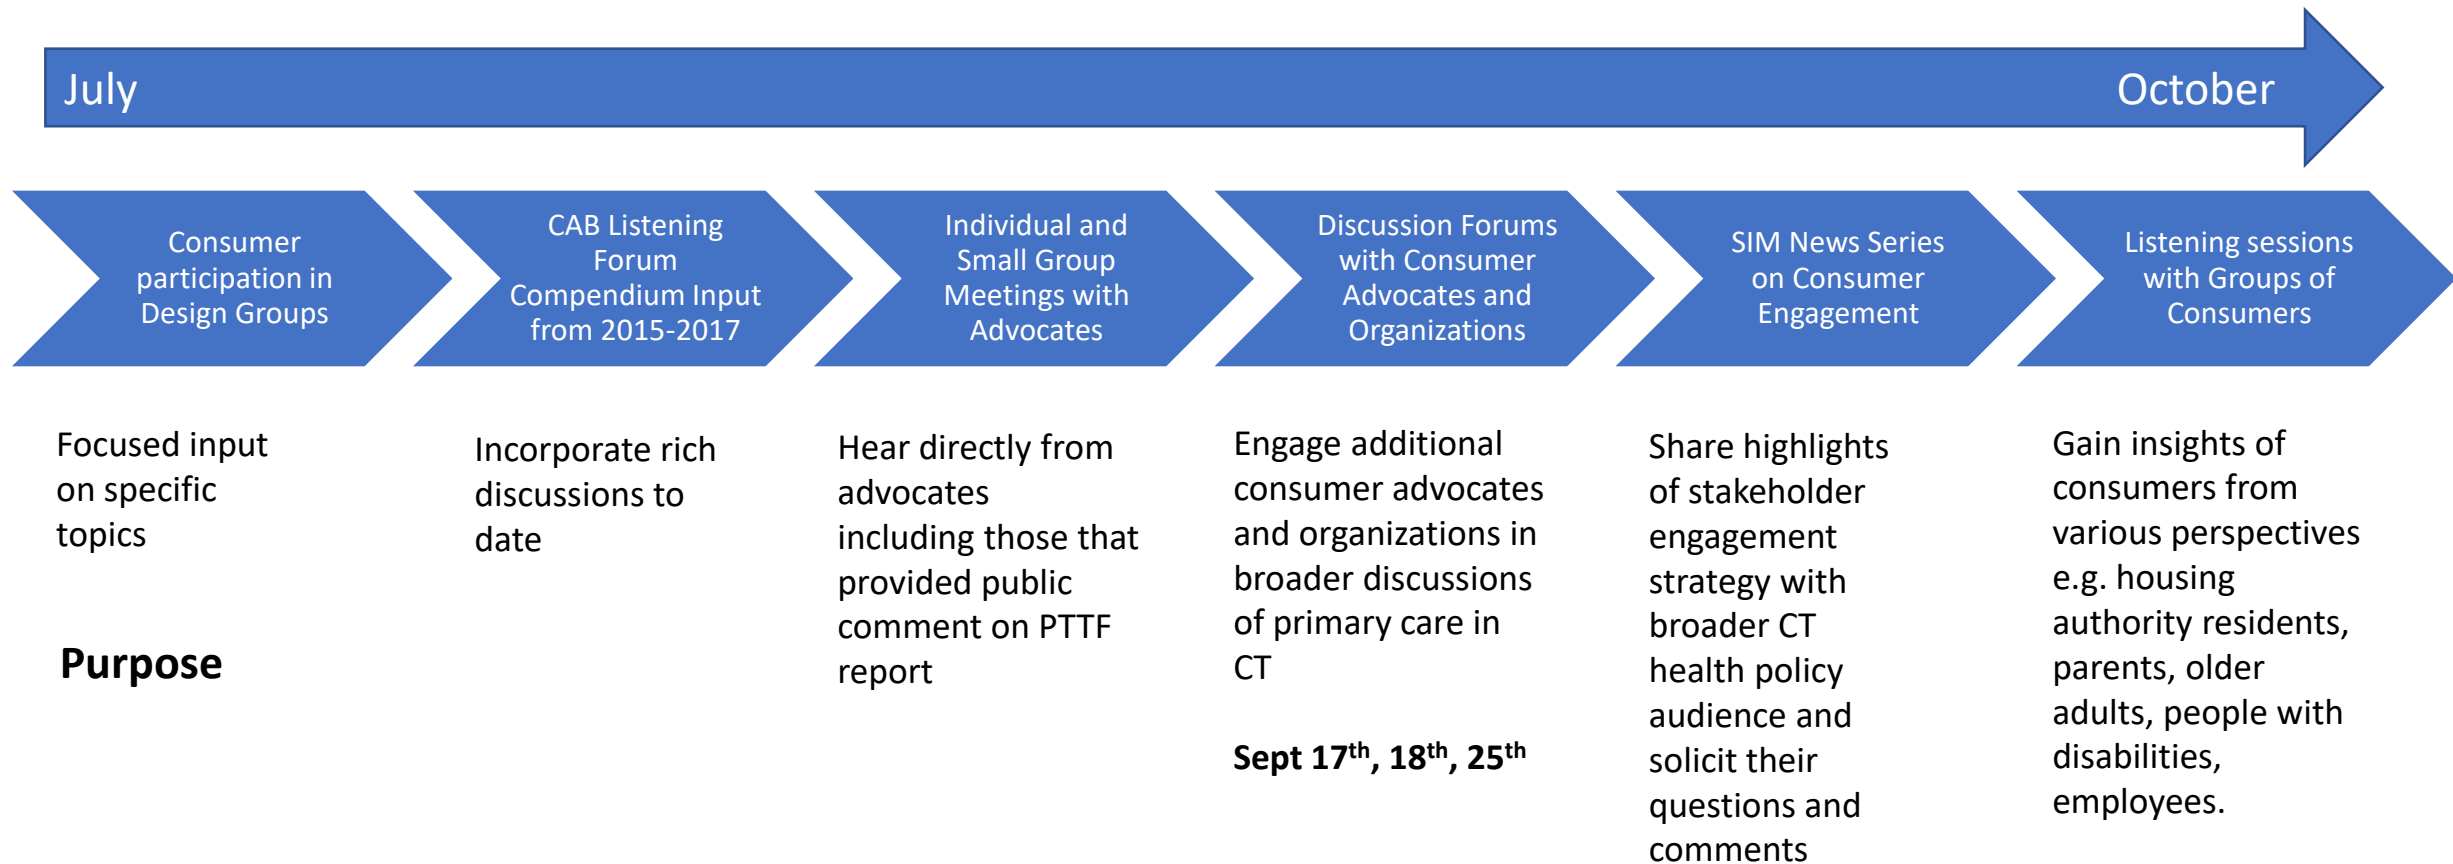 July
October
Consumer
participation in
Design Groups
CAB Listening
Forum
Compendium Input
from 2015-2017
Individual and
Small Group
Meetings with
Advocates
Discussion Forums
with Consumer
Advocates and
Organizations
SIM News Series
on Consumer
Engagement
Listening sessions
with Groups of
Consumers
Focused input
on specific
topics
Purpose
Incorporate rich
discussions to
date
Hear directly from
advocates
including those that
provided public
comment on PTTF
report
Engage additional
consumer advocates
and organizations in
broader discussions
of primary care in
CT
Sept 17th, 18th, 25th
Share highlights
of stakeholder
engagement
strategy with
broader CT
health policy
audience and
solicit their
questions and
comments
Gain insights of
consumers from
various perspectives
e.g. housing
authority residents,
parents, older
adults, people with
disabilities,
employees.